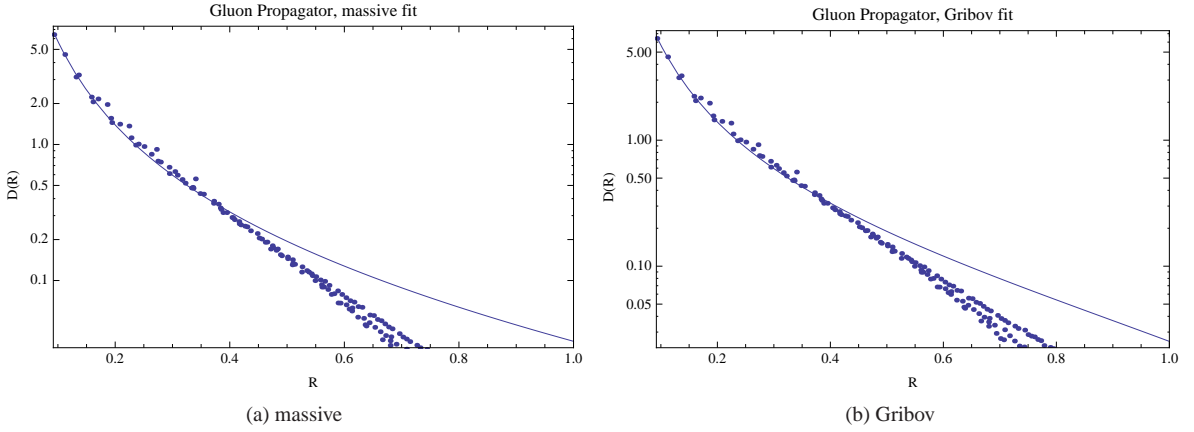 Gluon Propagator, massive fit
5.0
2.0
1.0
0.5
0.2
0.1
D(R)
0.2
0.4
0.6
0.8
1.0
R
(a) massive
Gluon Propagator, Gribov fit
5.00
1.00
0.50
0.10
0.05
D(R)
0.2
0.4
0.6
0.8
1.0
R
(b) Gribov